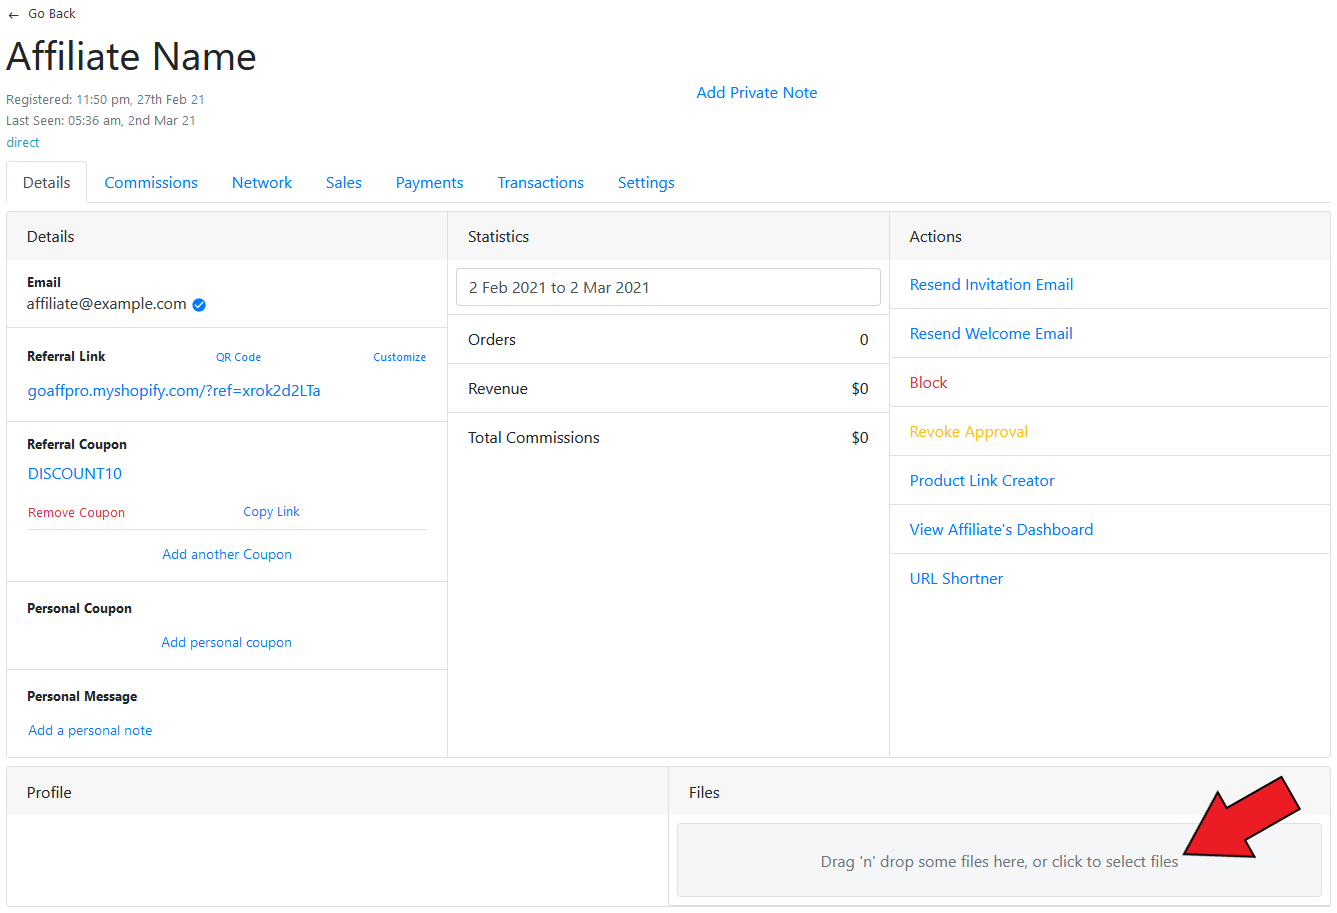 ← Go Back
Affiliate Name
Registered: 11:50 pm, 27th Feb 21
Last Seen: 05:36 am, 2nd Mar 21
direct
Add Private Note
Details Commissions Network Sales Payments Transactions Settings
Details
Email
affiliate@example.com
Referral Link QR Code Customize
goaffpro.myshopify.com/?ref=xrok2d2LTa
Referral Coupon
DISCOUNT10
Remove Coupon Copy Link
Add another Coupon
Personal Coupon
Add personal coupon
Personal Message
Add a personal note
Statistics
2 Feb 2021 to 2 Mar 2021
Orders 0
Revenue $0
Total Commissions $0
Actions
Resend Invitation Email
Resend Welcome Email
Block
Revoke Approval
Product Link Creator
View Affiliate's Dashboard
URL Shortner
Profile
Files
Drag 'n' drop some files here, or click to select files